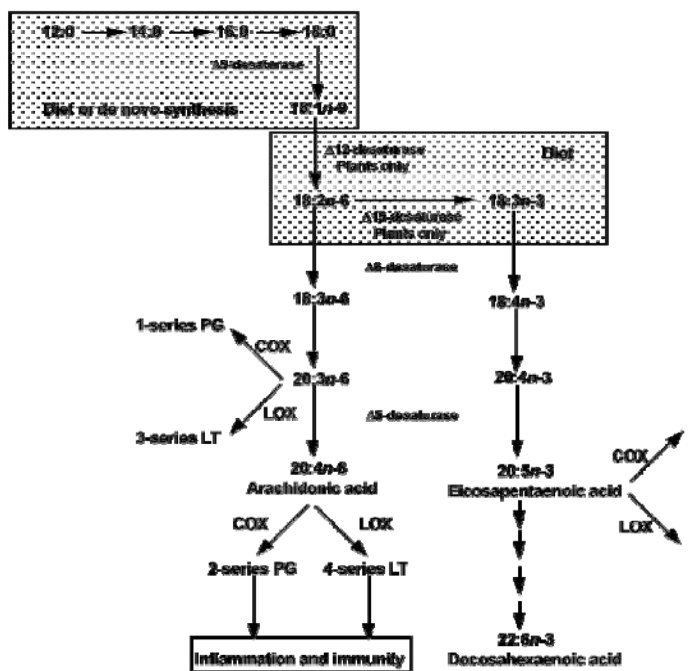 12:0 14:0 16:0 18:0
Δ9-desaturase
Diet or de novo-synthesis 18:1n-9
Δ12-desaturase
Plants only
Diet
18:2n-6 18:3n-3
Δ15-desaturase
Plants only
Δ6-desaturase
18:3n-6 18:4n-3
1-series PG
COX
20:3n-6 20:4n-3
LOX
3-series LT
Δ5-desaturase
20:4n-6 20:5n-3
Arachidonic acid Eicosapentaenoic acid
COX
LOX
COX LOX
2-series PG 4-series LT
Inflammation and immunity
22:6n-3
Docosahexaenoic acid